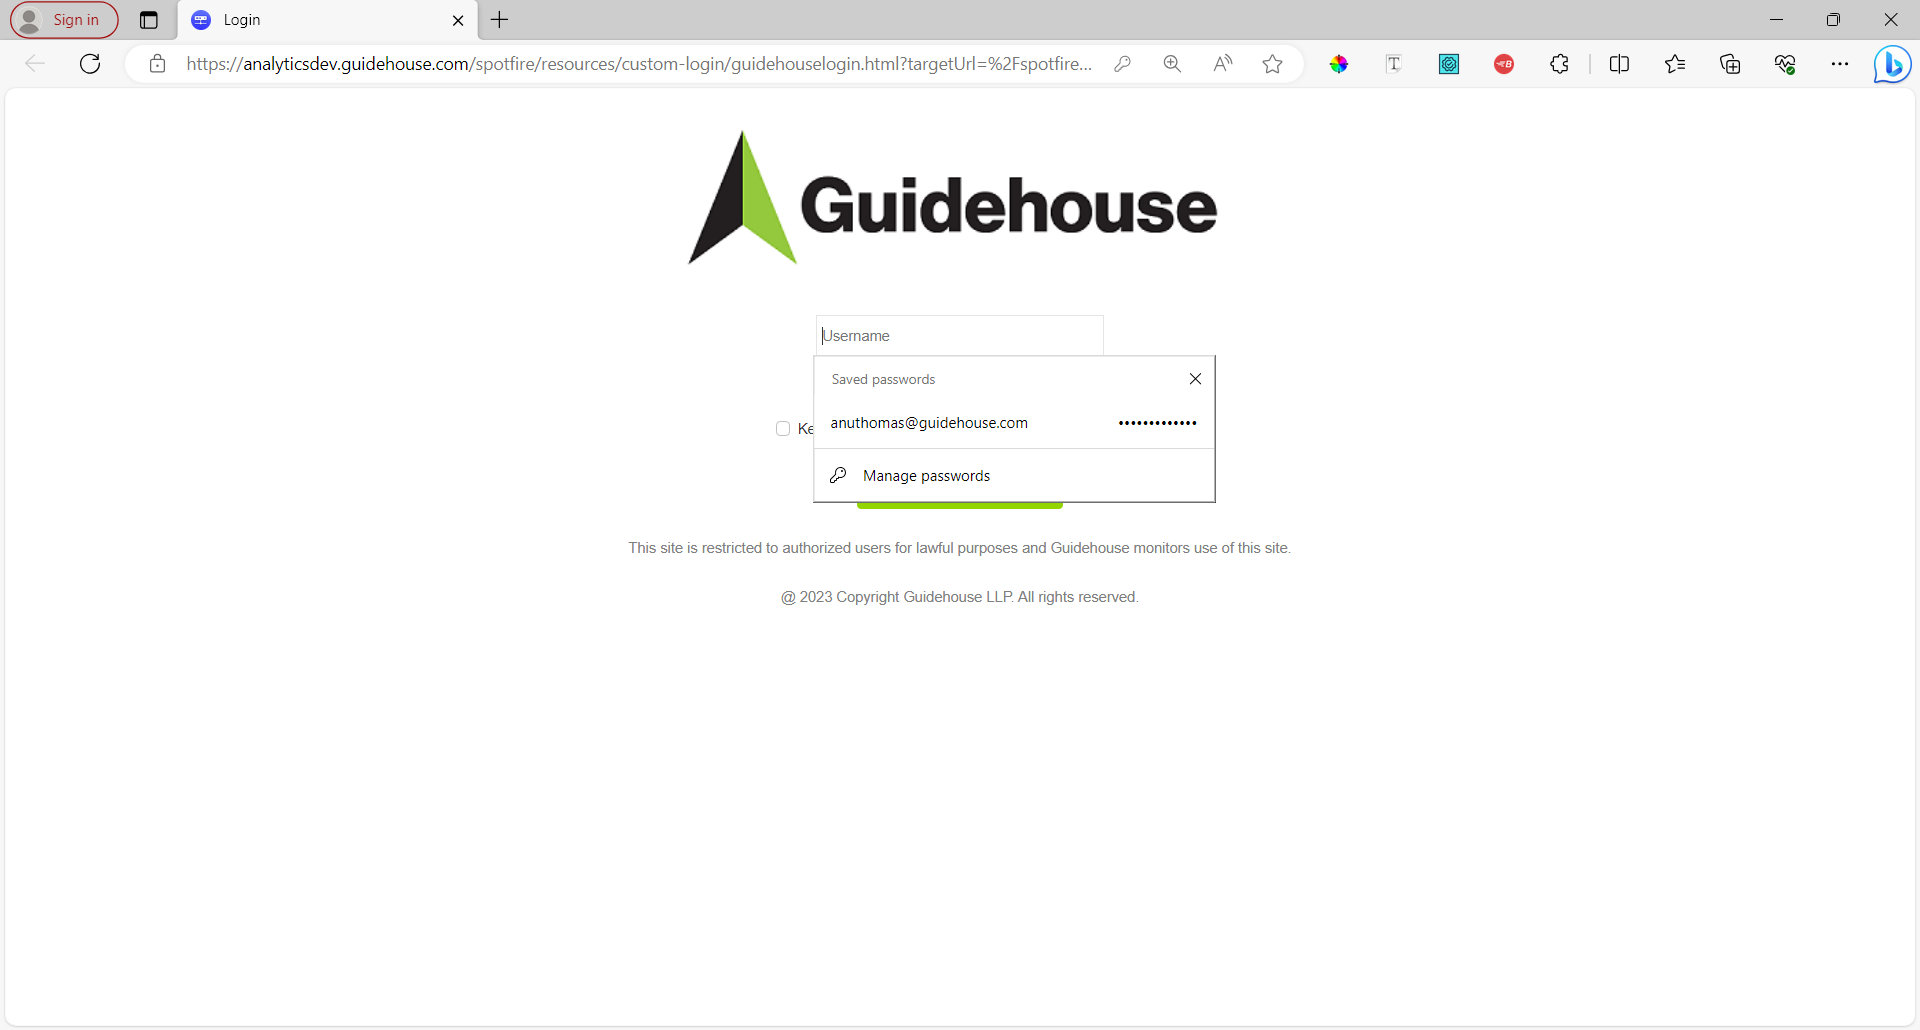 Sign in
Login
https://analyticsdev.guidehouse.com/spotfire/resources/custom-login/guidehouselogin.html?targetUrl=%2Fspotfire...
Guidehouse
Username
Saved passwords
anuthomas@guidehouse.com •••••••••••••
Ke
Manage passwords
This site is restricted to authorized users for lawful purposes and Guidehouse monitors use of this site.
@ 2023 Copyright Guidehouse LLP. All rights reserved.